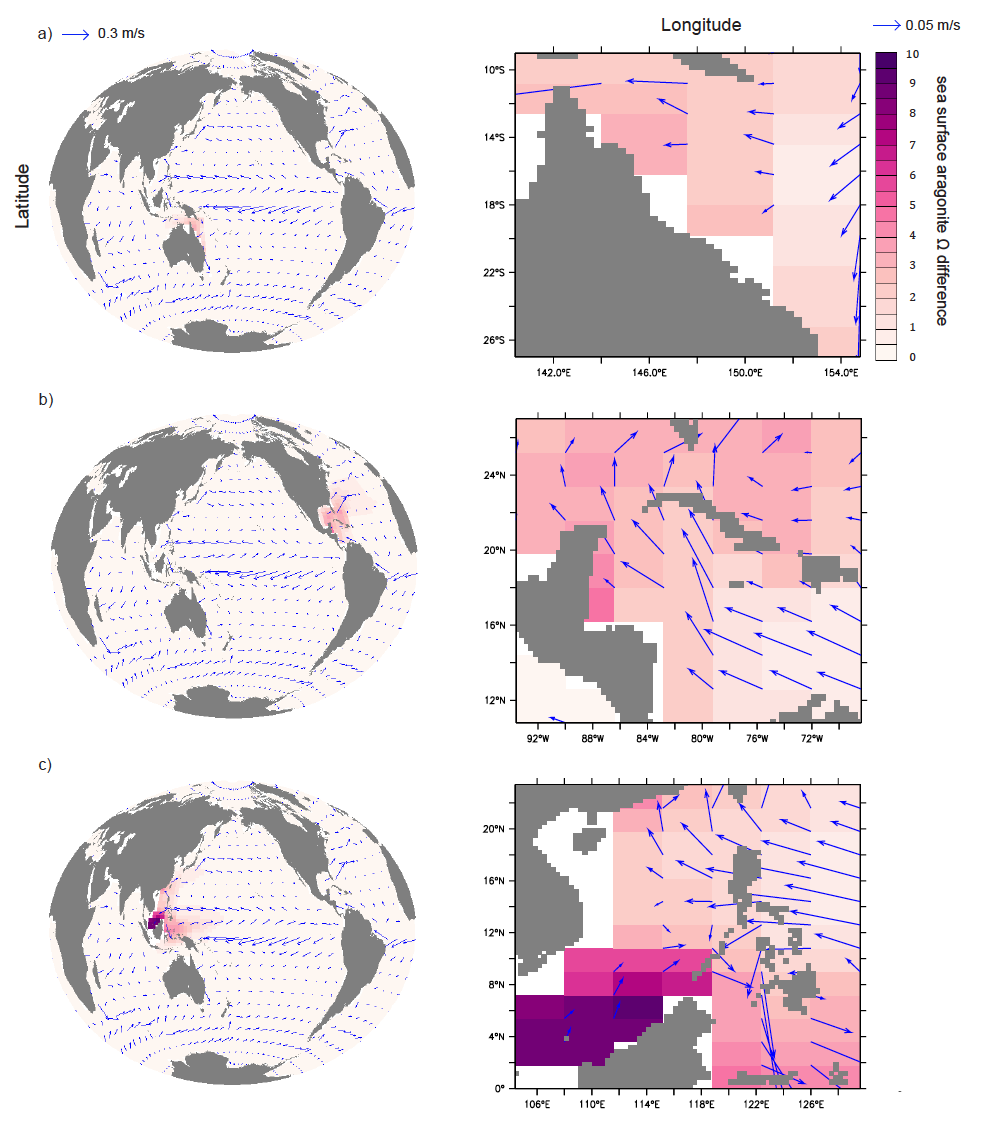 Longitude
a) 0.3 m/s
0.05 m/s
Latitude
10°S
14°S
18°S
22°S
26°S
142.0°E 146.0°E 150.0°E 154.0°E
10
9
8
7
6
5
4
3
2
1
0
sea surface aragonite Ω difference
b)
24°N
20°N
16°N
12°N
92°W 88°W 84°W 80°W 76°W 72°W
c)
20°N
16°N
12°N
8°N
4°N
0°
106°E 110°E 114°E 118°E 122°E 126°E